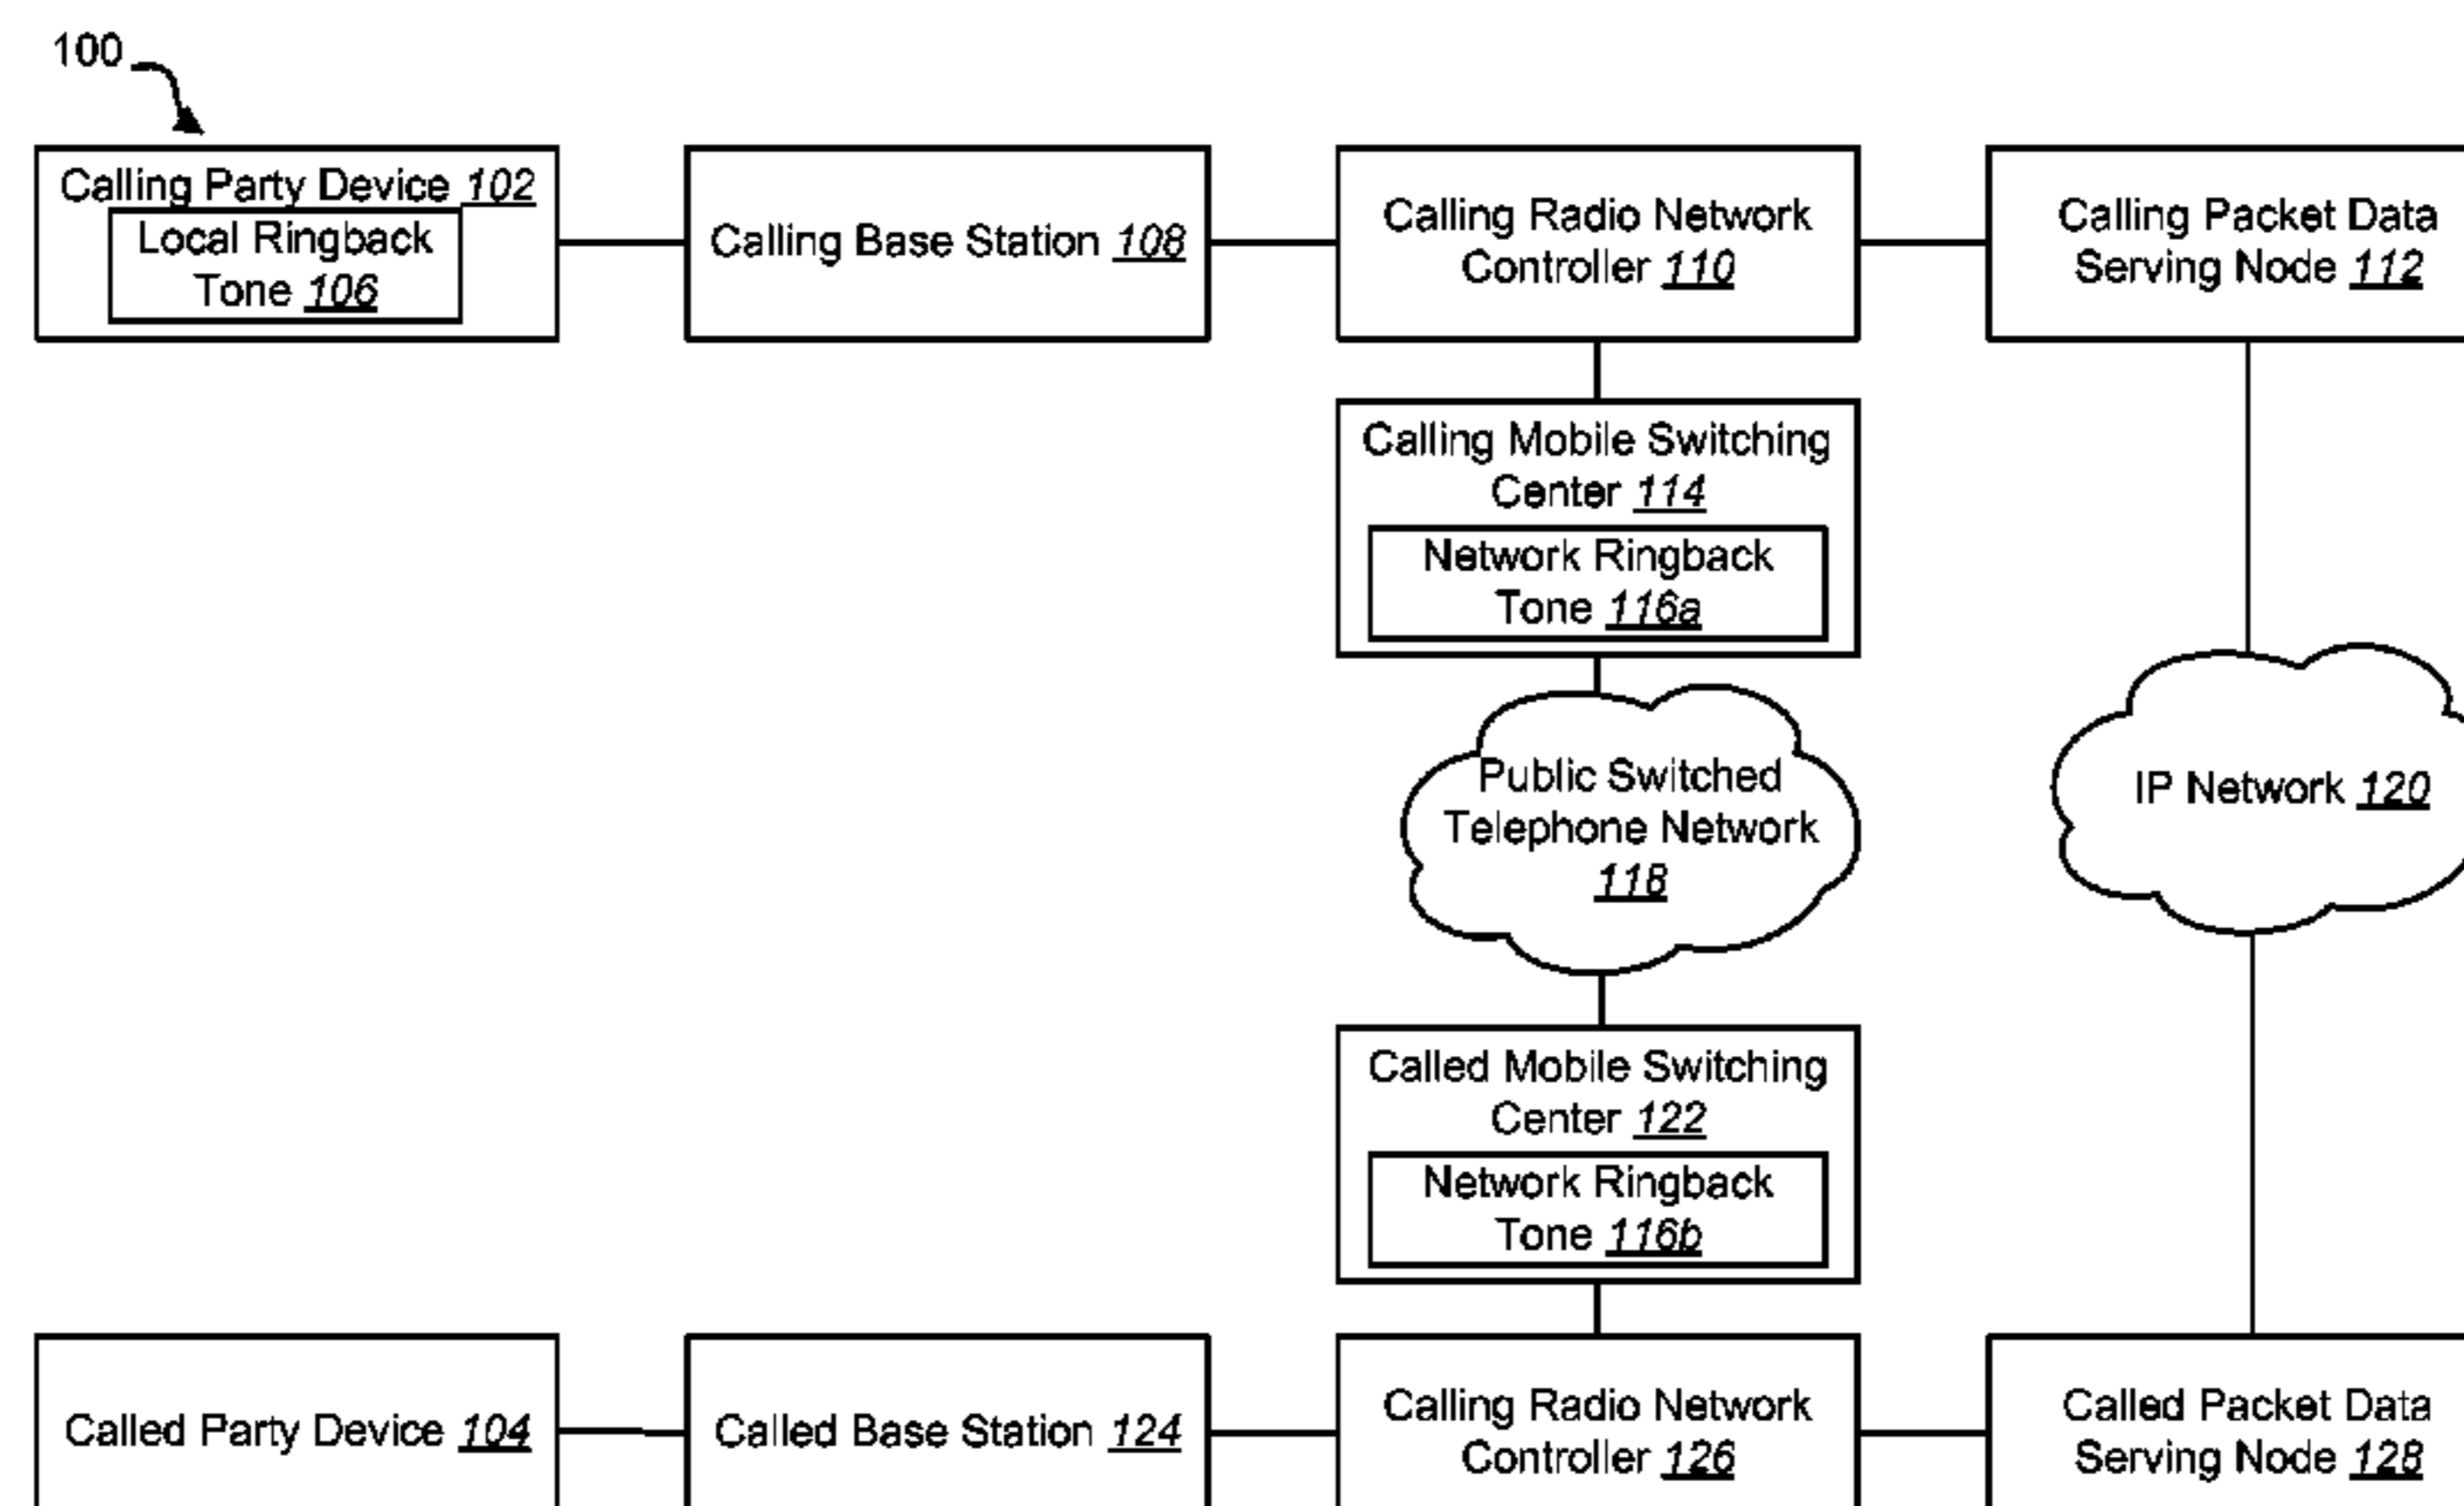 100
Calling Party Device 102
Local Ringback
Tone 106
Calling Base Station 108
Calling Radio Network
Controller 110
Calling Packet Data
Serving Node 112
Calling Mobile Switching
Center 114
Network Ringback
Tone 116a
Public Switched
Telephone Network
118
IP Network 120
Called Mobile Switching
Center 122
Network Ringback
Tone 116b
Called Party Device 104
Called Base Station 124
Calling Radio Network
Controller 126
Called Packet Data
Serving Node 128